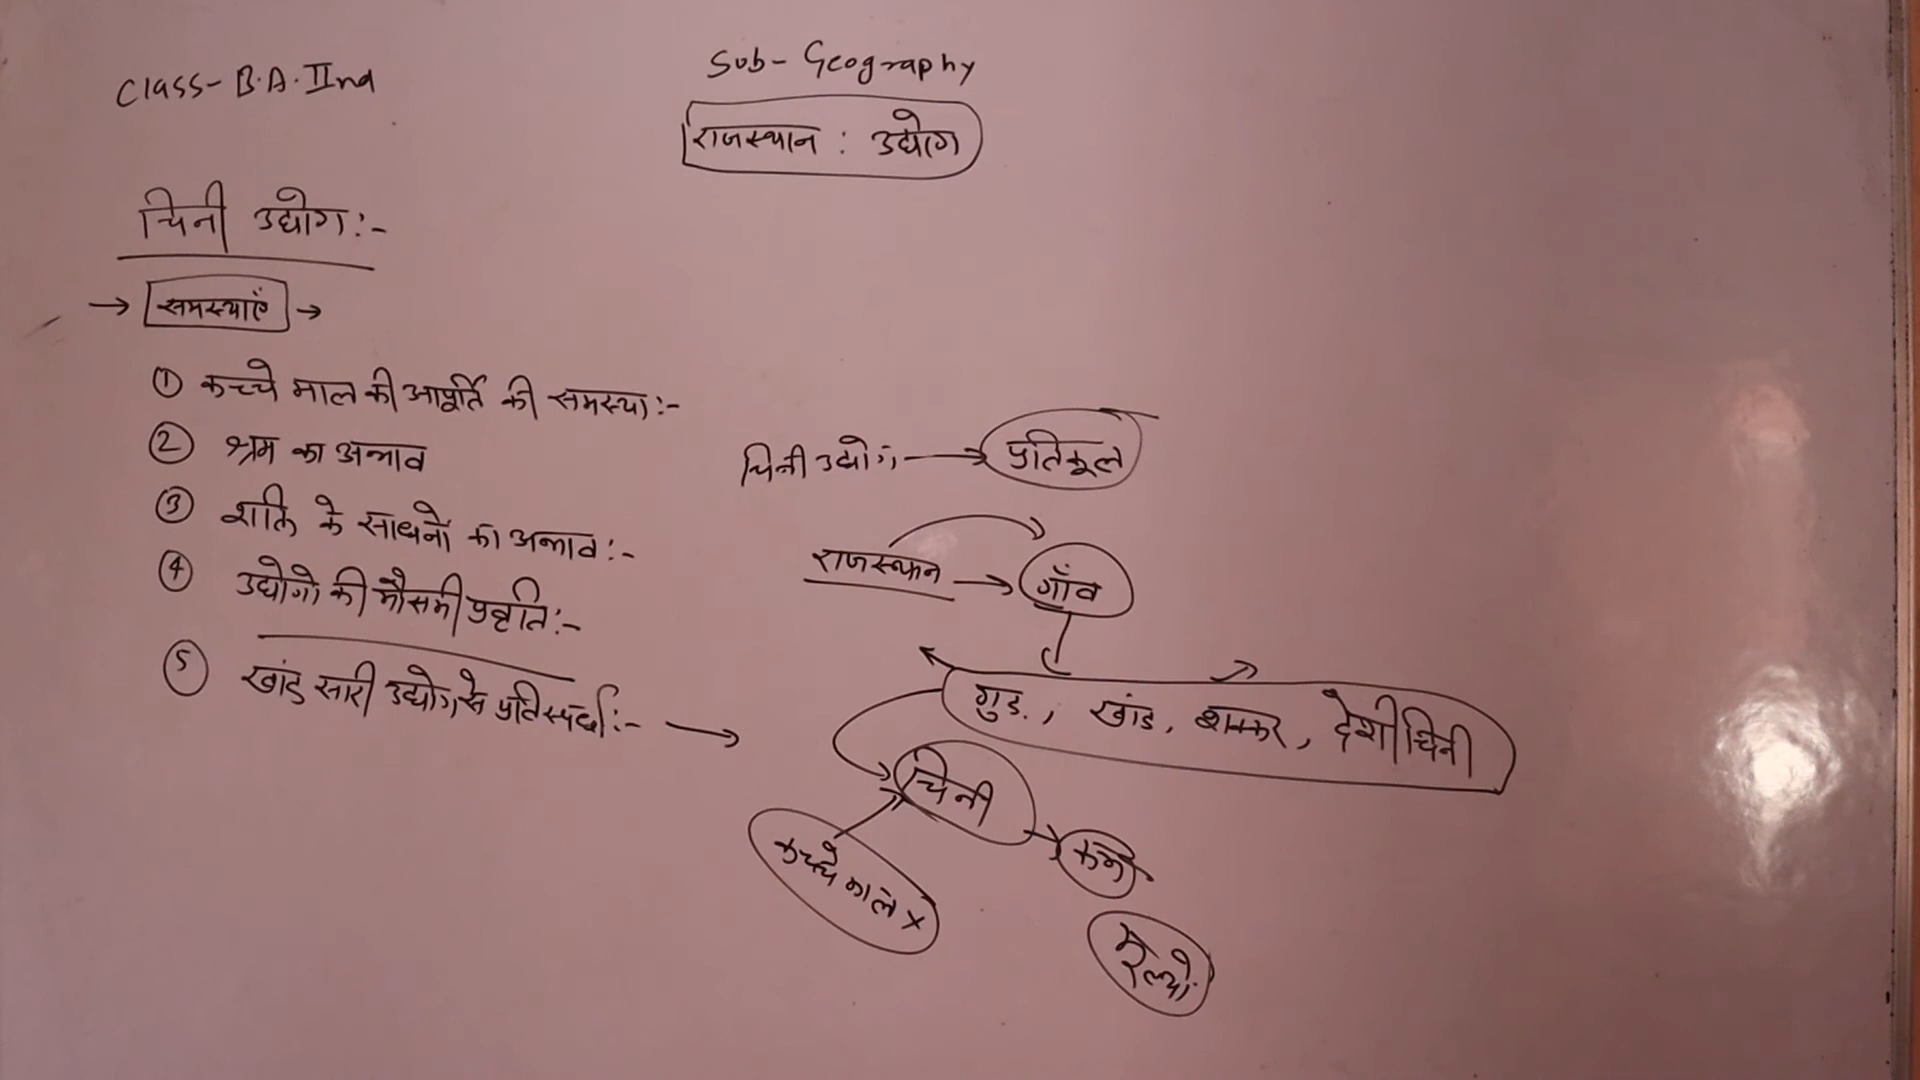 Class- B.A. IInd
Sub- Geography
राजस्थान : उद्योग
चिनी उद्योग:-
→ समस्याएँ →
① कच्चे माल की आपूर्ति की समस्या:-
② श्रम का अभाव
③ शक्ति के साधनों का अभाव:-
④ उद्योगो की मौसमी प्रवृति:-
⑤ खांड सारी उद्योग से प्रतिस्पर्धा:- →
चिनी उद्योग → प्रतिकूल
राजस्थान → गाँव
गुड., खांड, शक्कर, देशी चिनी
चिनी → कम
कच्चे माल ×
मूल्यों